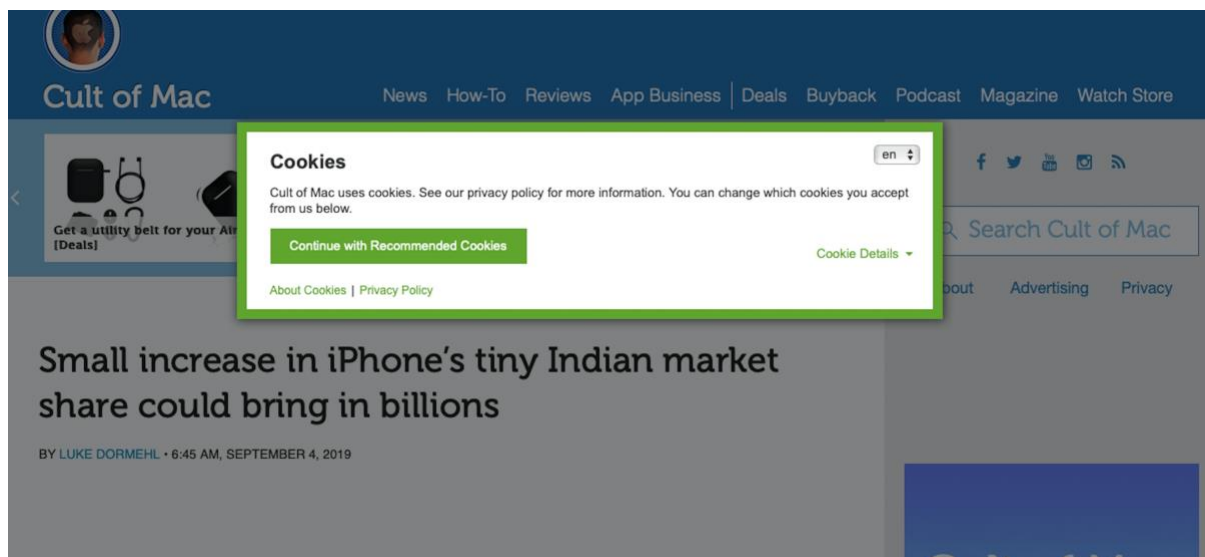 Cult of Mac
News How-To Reviews App Business | Deals Buyback Podcast Magazine Watch Store
Get a utility belt for your Air
[Deals]
Cookies
en
Cult of Mac uses cookies. See our privacy policy for more information. You can change which cookies you accept
from us below.
Continue with Recommended Cookies
Cookie Details
About Cookies | Privacy Policy
You Tube
Search Cult of Mac
bout Advertising Privacy
Small increase in iPhone's tiny Indian market
share could bring in billions
BY LUKE DORMEHL • 6:45 AM, SEPTEMBER 4, 2019